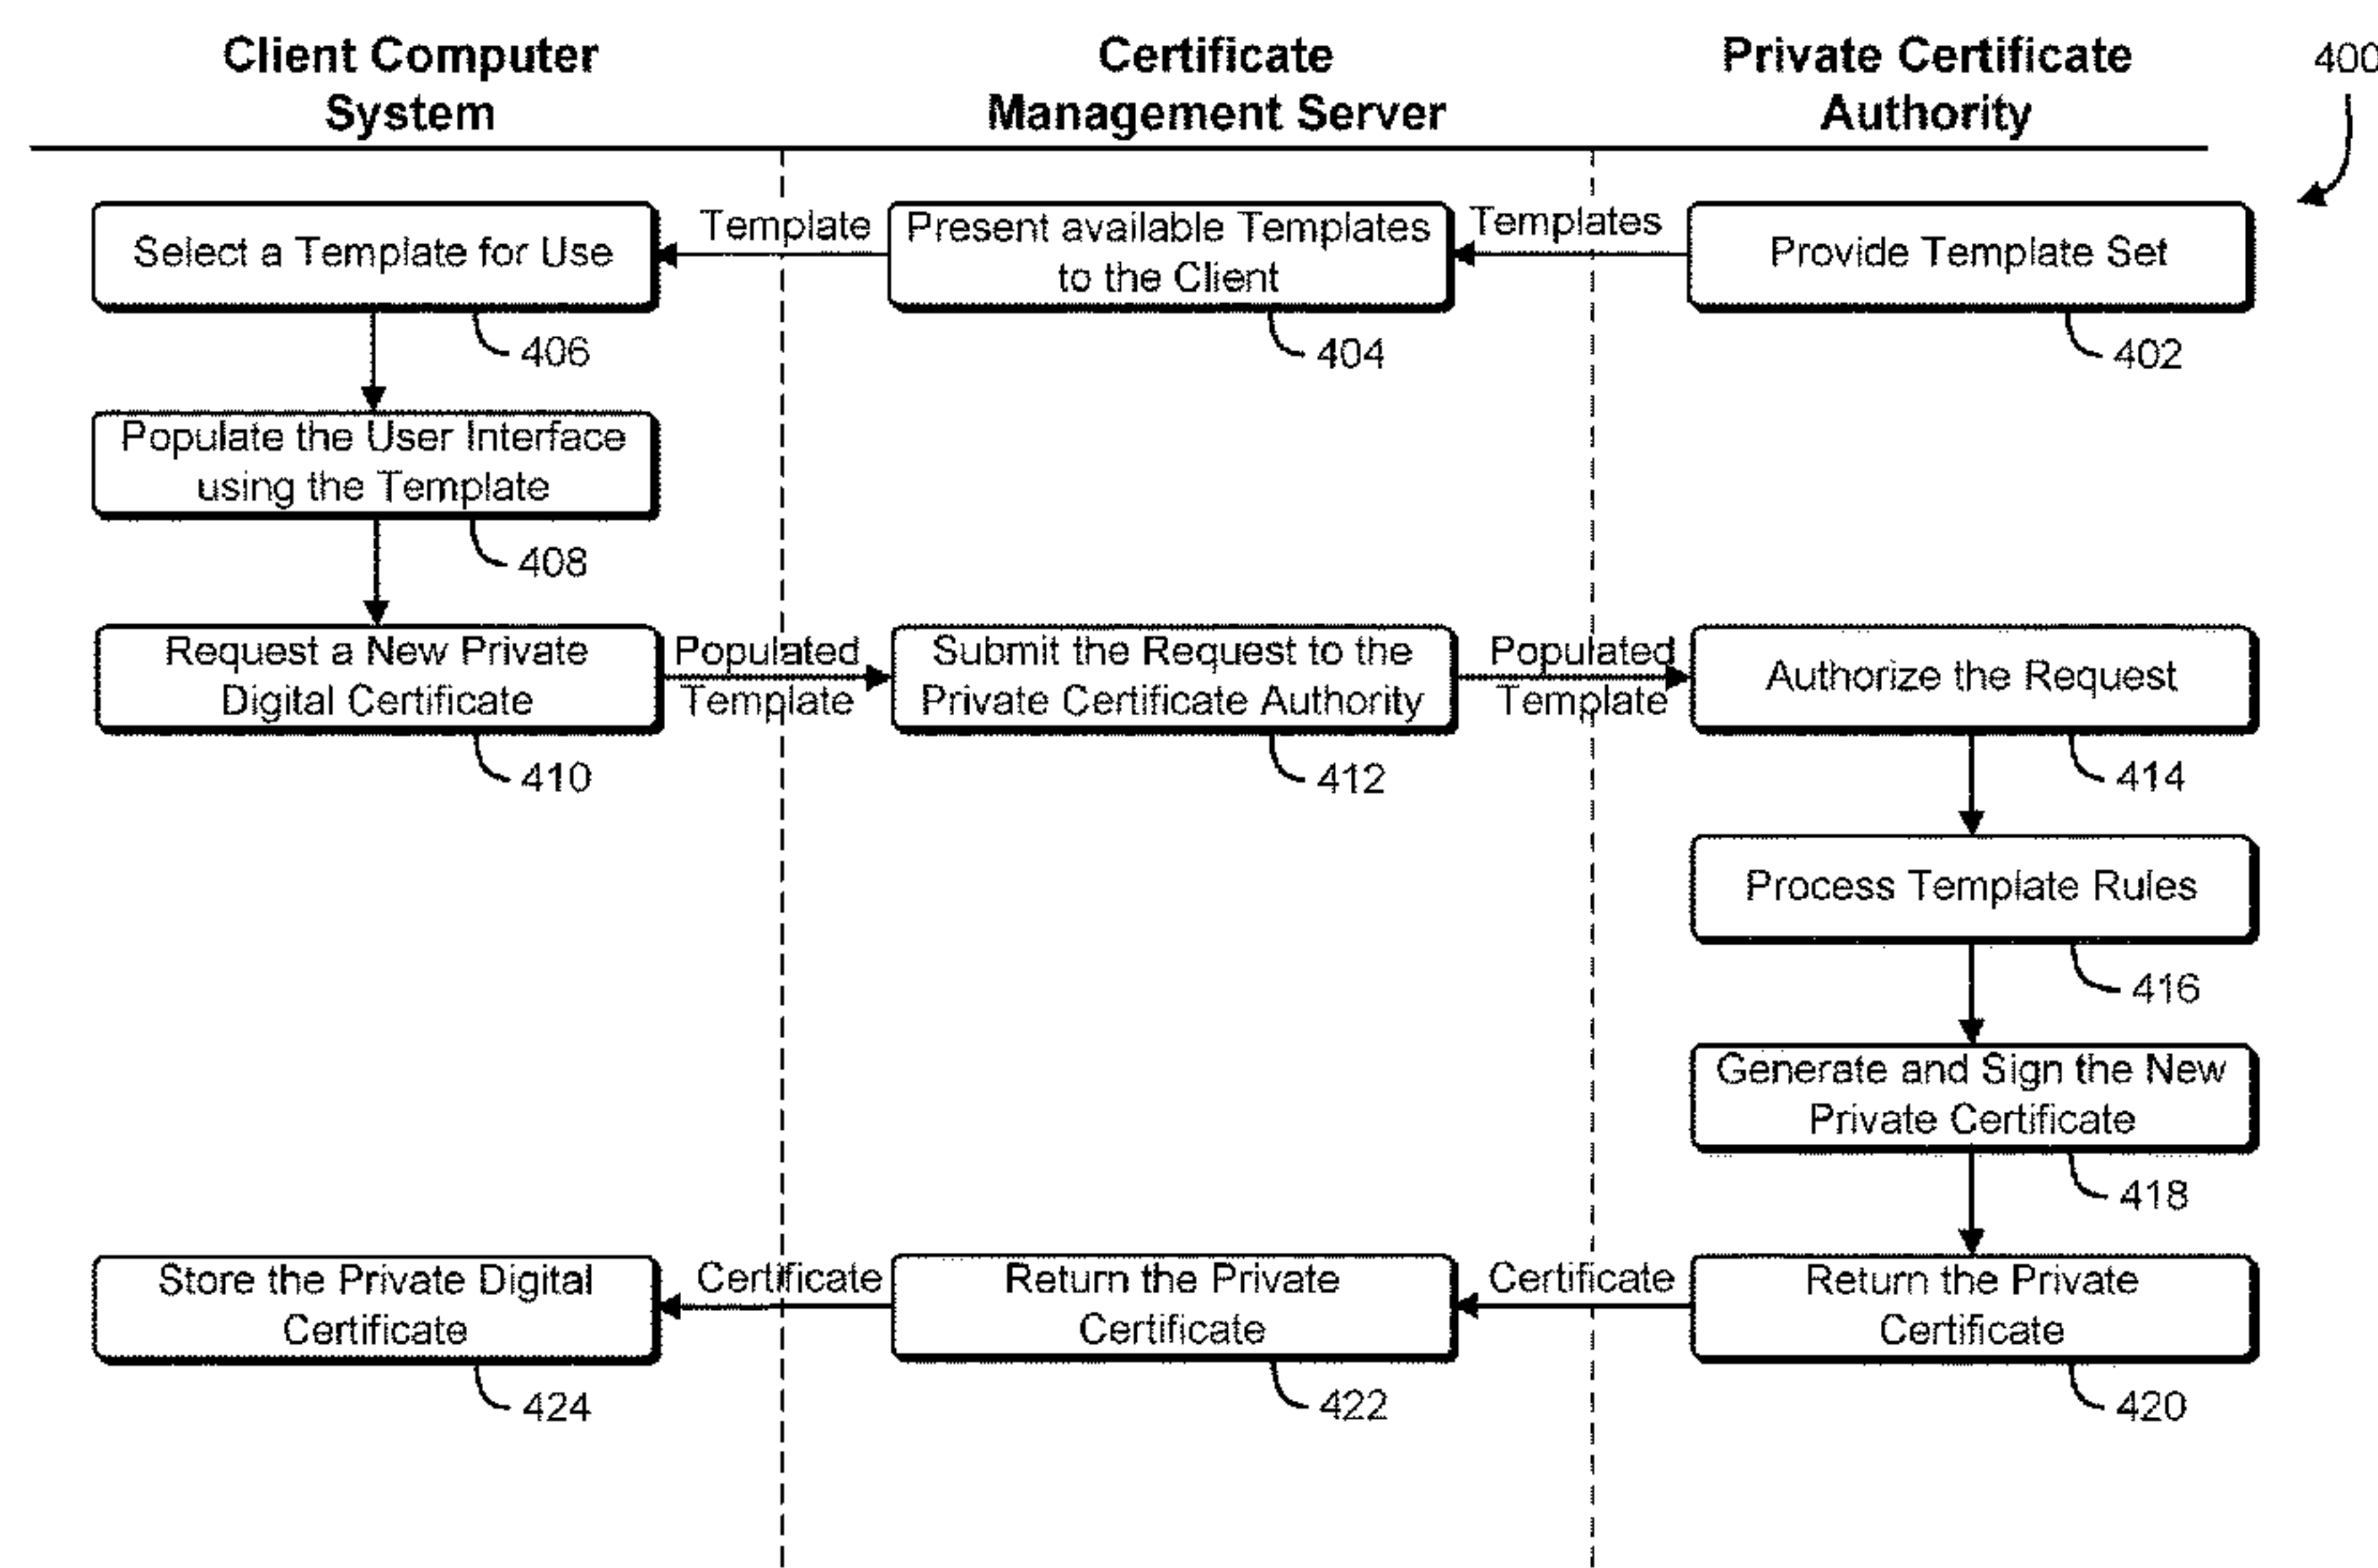 Client Computer
System
Certificate
Management Server
Private Certificate
Authority
400
Select a Template for Use
406
Template
Present available Templates
to the Client
404
Templates
Provide Template Set
402
Populate the User Interface
using the Template
408
Request a New Private
Digital Certificate
410
Populated
Template
Submit the Request to the
Private Certificate Authority
412
Populated
Template
Authorize the Request
414
Process Template Rules
416
Generate and Sign the New
Private Certificate
418
Store the Private Digital
Certificate
424
Certificate
Return the Private
Certificate
422
Certificate
Return the Private
Certificate
420